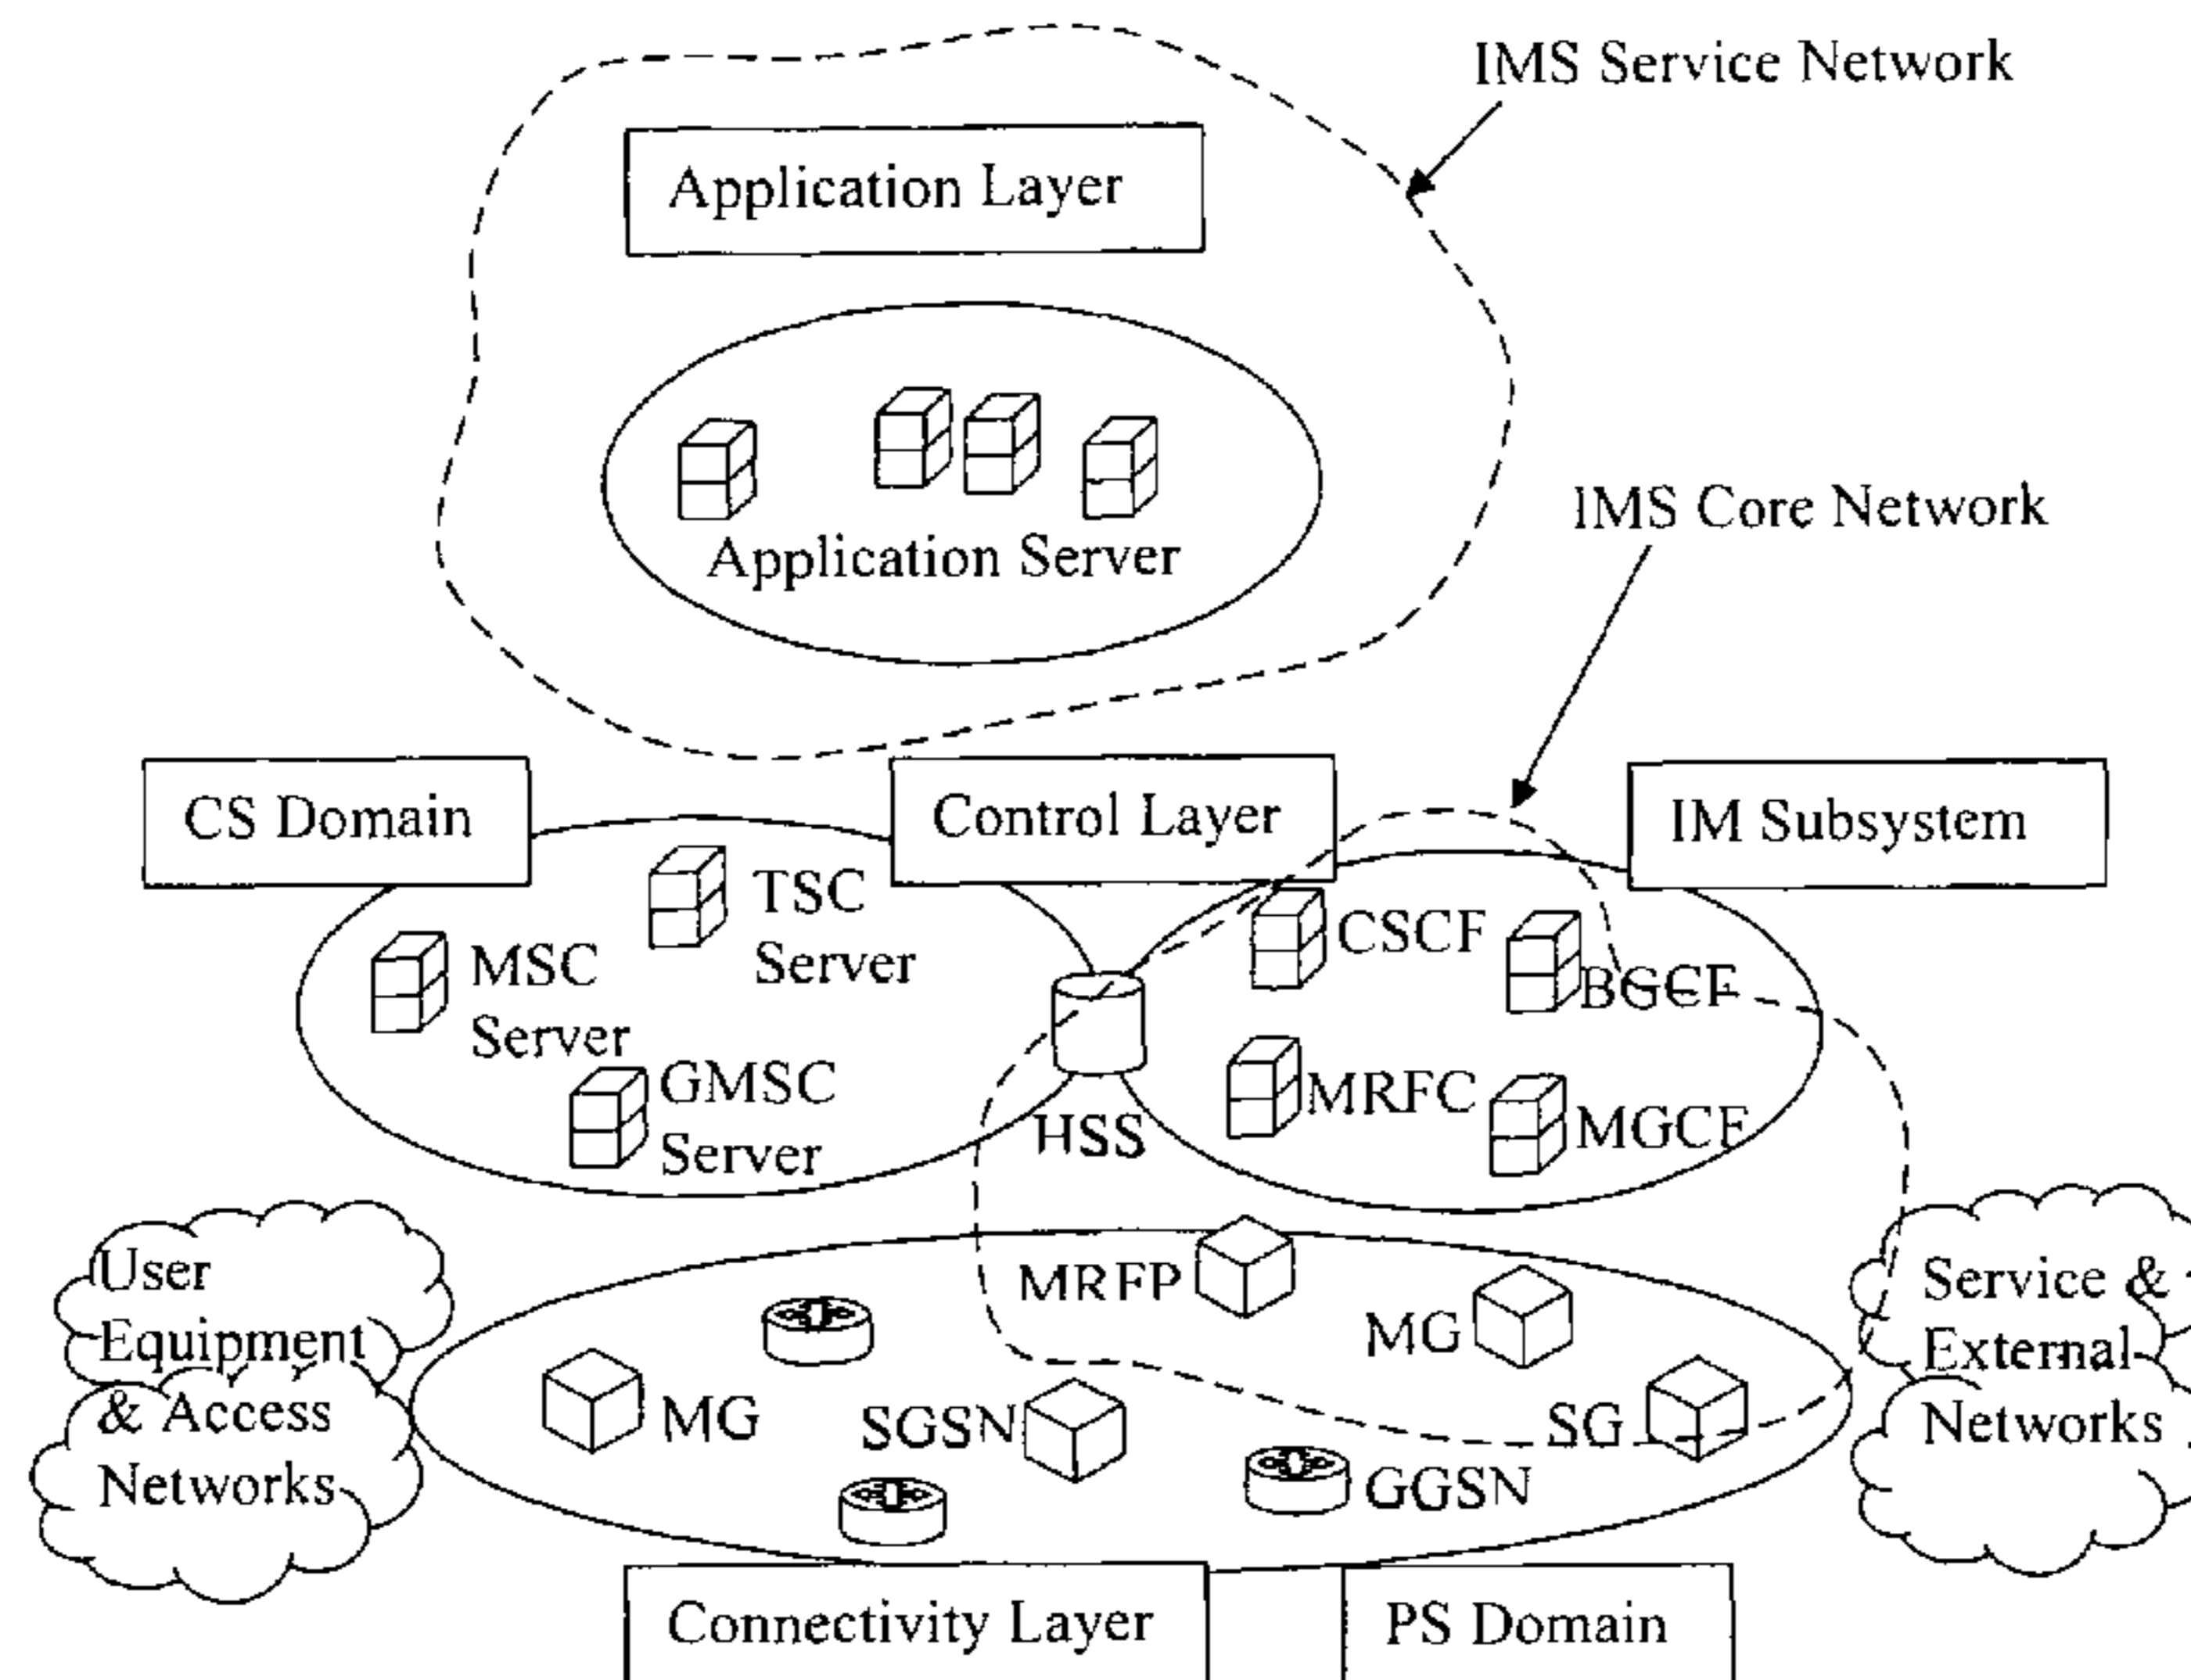 IMS Service Network
Application Layer
IMS Core Network
Application Server
CS Domain
Control Layer
IM Subsystem
TSC
Server
MSC
Server
GMSC
Server
HSS
CSCF
BGCF
MRFC
MGCF
User
Equipment
& Access
Networks
MRFP
MG
MG
SGSN
SG
GGSN
Service &
External
Networks
Connectivity Layer
PS Domain